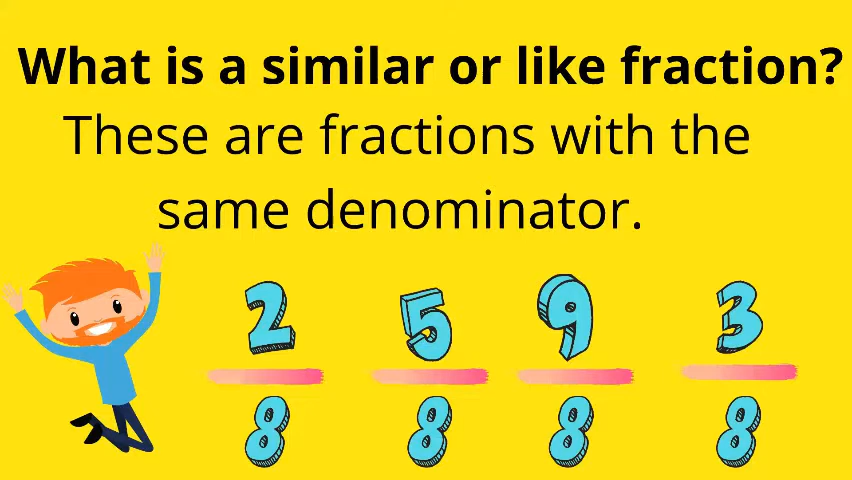 What is a similar or like fraction?
These are fractions with the
same denominator.
2 5 9 3
8 8 8 8